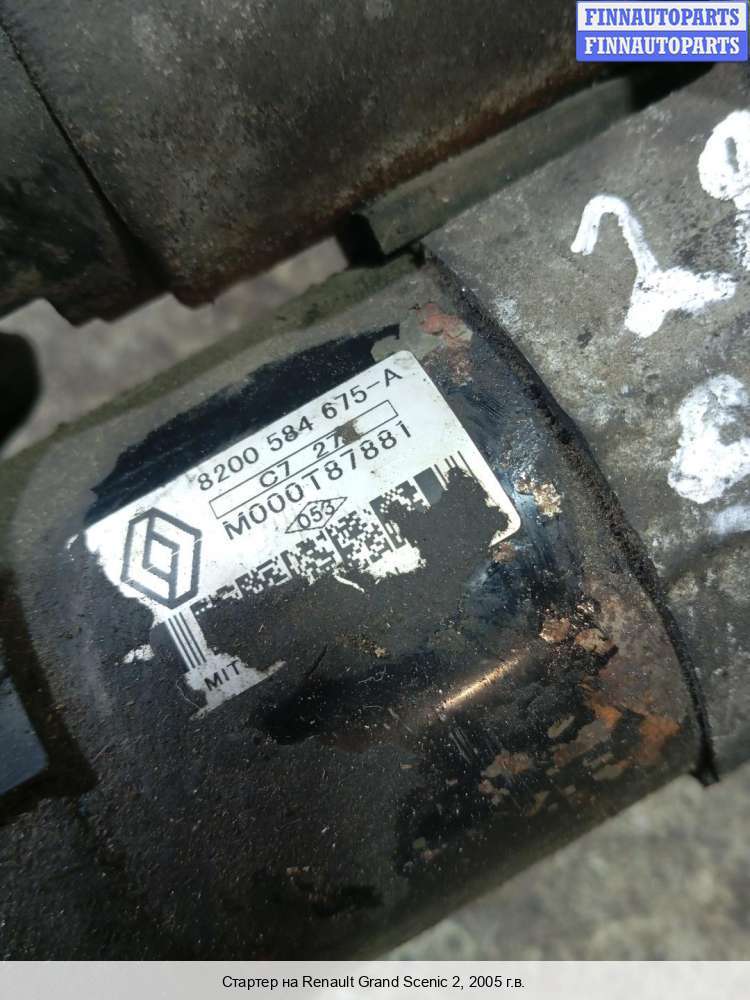 FINNAUTOPARTS
FINNAUTOPARTS
8200 584 675-A
C7 27
M000T87881
053
MIT
Стартер на Renault Grand Scenic 2, 2005 г.в.